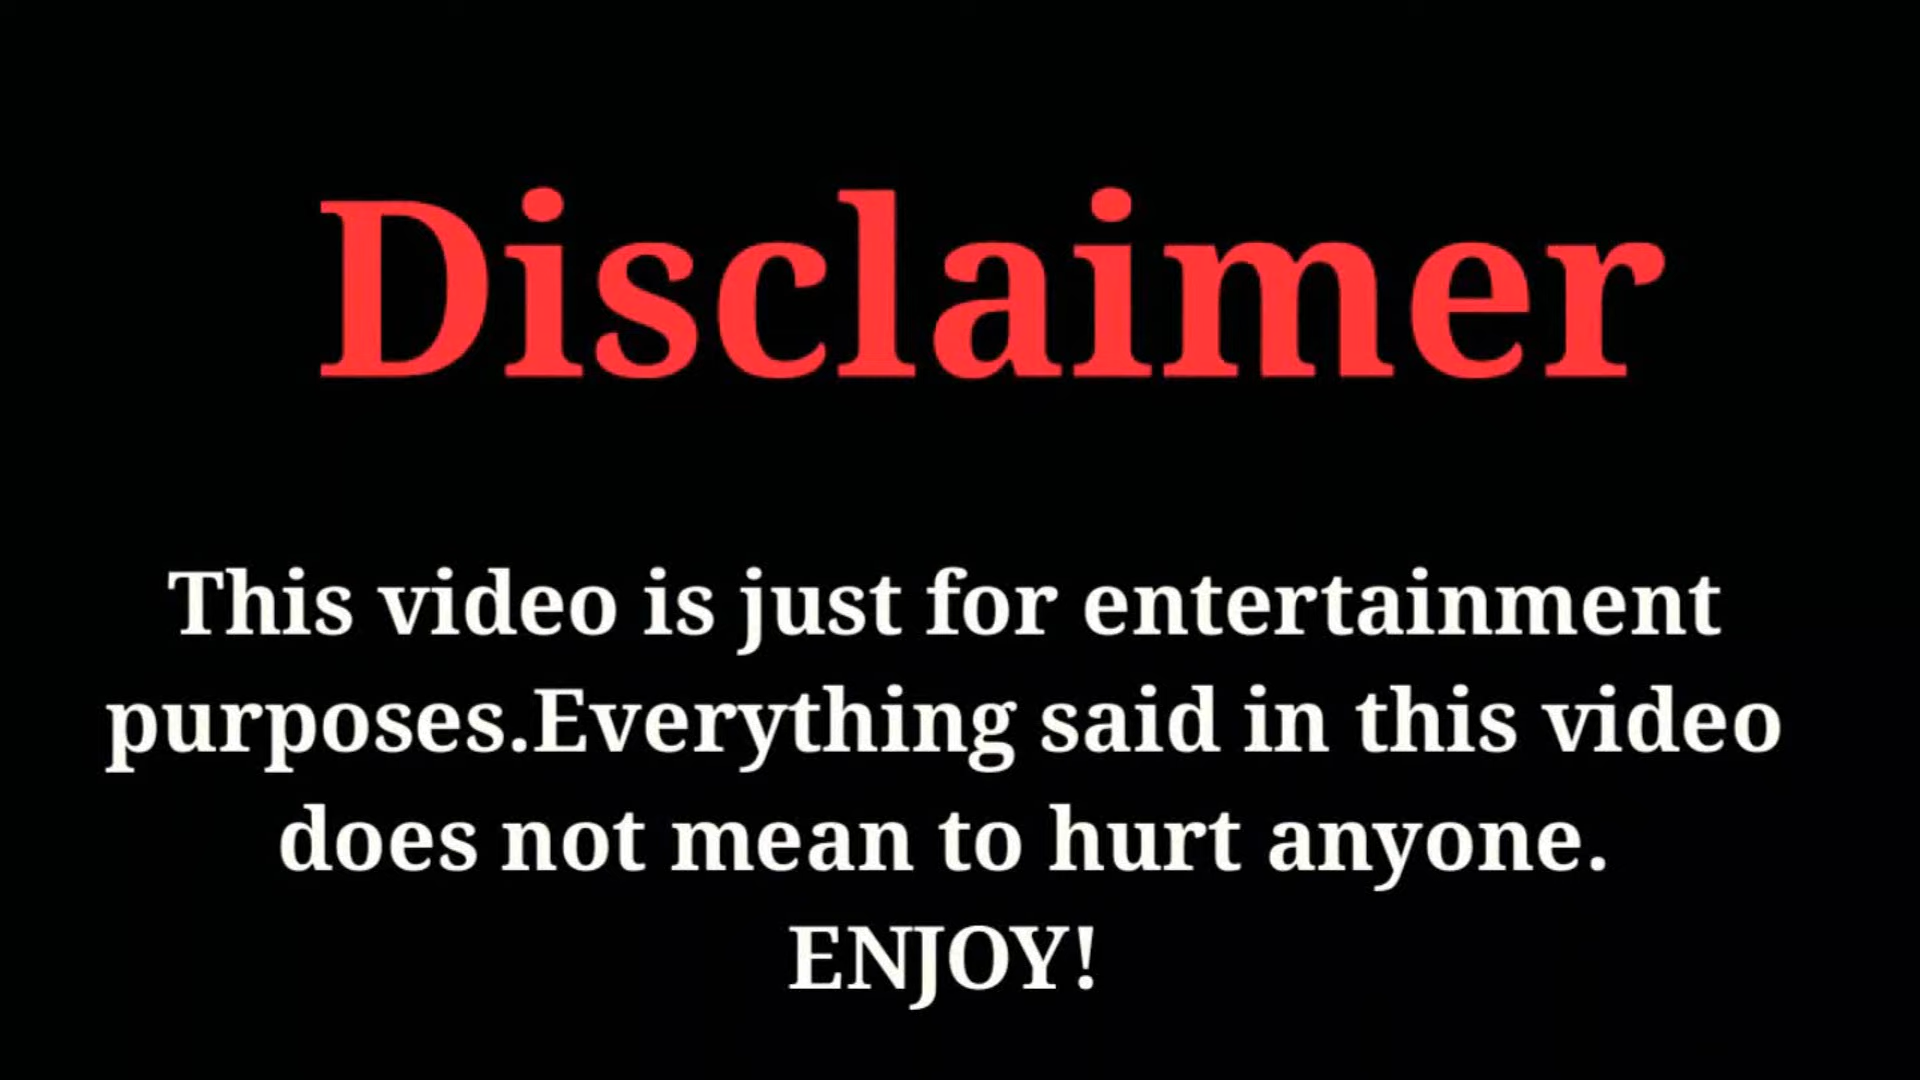 Disclaimer
This video is just for entertainment
purposes.Everything said in this video
does not mean to hurt anyone.
ENJOY!